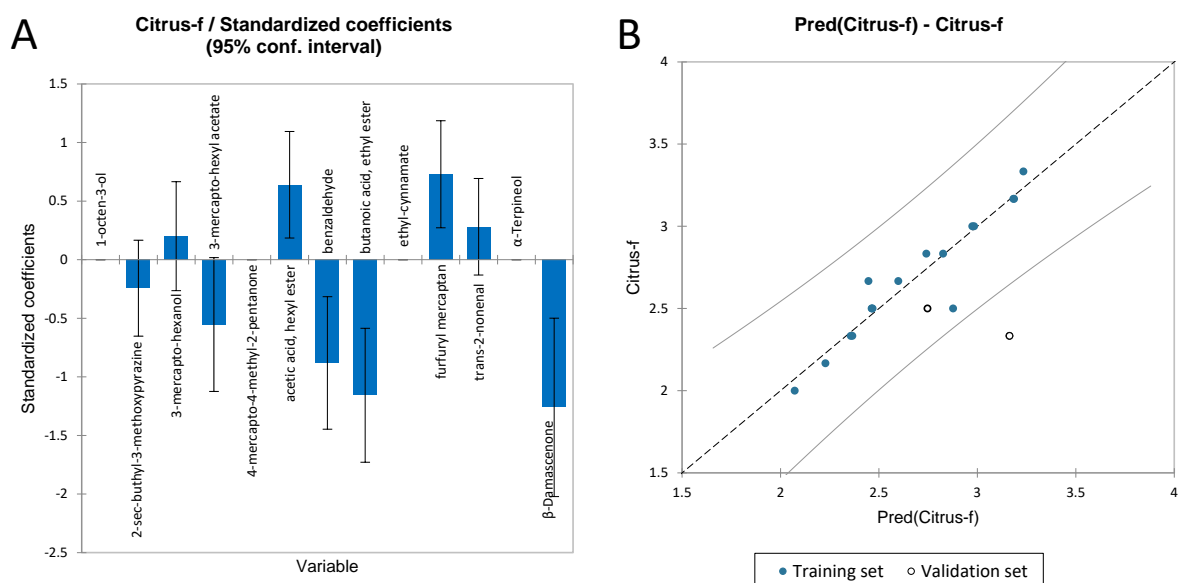 A
Citrus-f / Standardized coefficients
(95% conf. interval)
1.5
1
0.5
0
-0.5
-1
-1.5
-2
-2.5
Standardized coefficients
1-octen-3-ol
2-sec-buthyl-3-methoxypyrazine
3-mercapto-hexanol
3-mercapto-hexyl acetate
4-mercapto-4-methyl-2-pentanone
acetic acid, hexyl ester
benzaldehyde
butanoic acid, ethyl ester
ethyl-cynnamate
furfuryl mercaptan
trans-2-nonenal
α-Terpineol
β-Damascenone
Variable
B
Pred(Citrus-f) - Citrus-f
4
3.5
3
2.5
2
1.5
Citrus-f
1.5 2 2.5 3 3.5 4
Pred(Citrus-f)
Training set Validation set